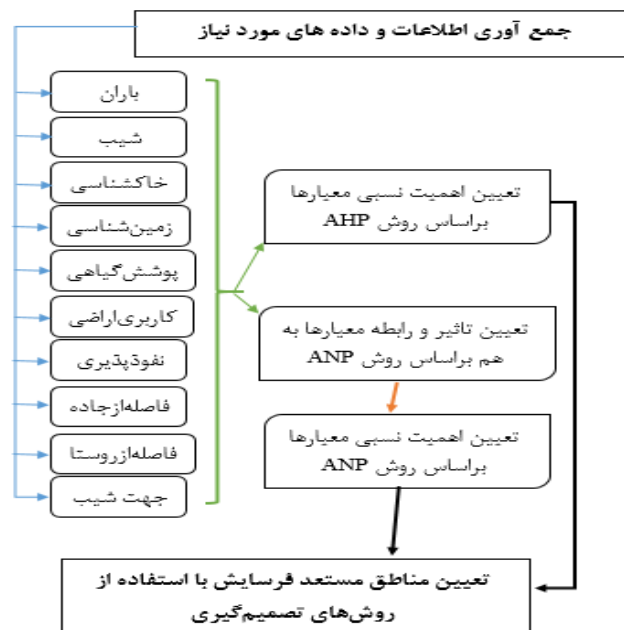 جمع آوری اطلاعات و داده های مورد نیاز
باران
شیب
خاکشناسی
زمین‌شناسی
پوشش‌گیاهی
کاربری‌اراضی
نفوذپذیری
فاصله‌ازجاده
فاصله‌ازروستا
جهت شیب
تعیین اهمیت نسبی معیارها
براساس روش AHP
تعیین تاثیر و رابطه معیارها به
هم براساس روش ANP
تعیین اهمیت نسبی معیارها
براساس روش ANP
تعیین مناطق مستعد فرسایش با استفاده از
روش‌های تصمیم‌گیری